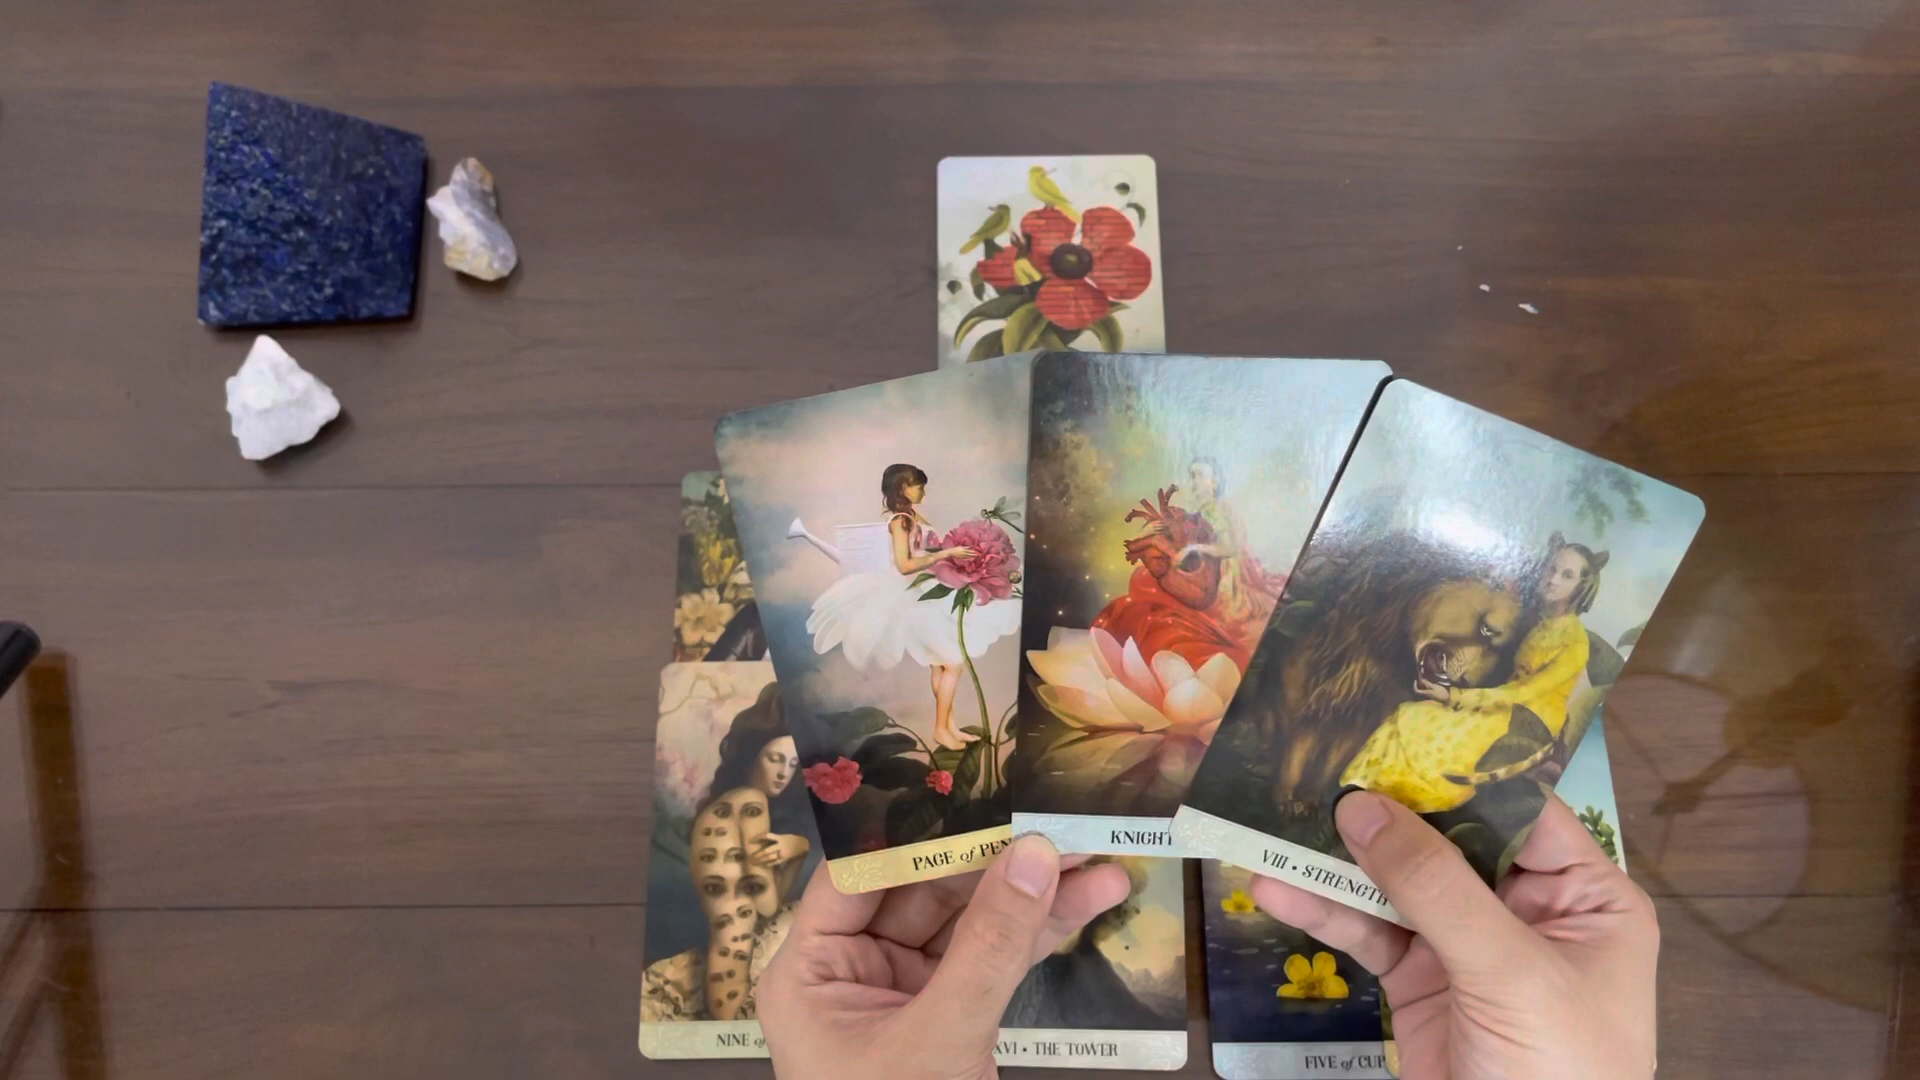 PAGE of PEN
KNIGHT
VIII • STRENGTH
NINE of
XVI • THE TOWER
FIVE of CUP